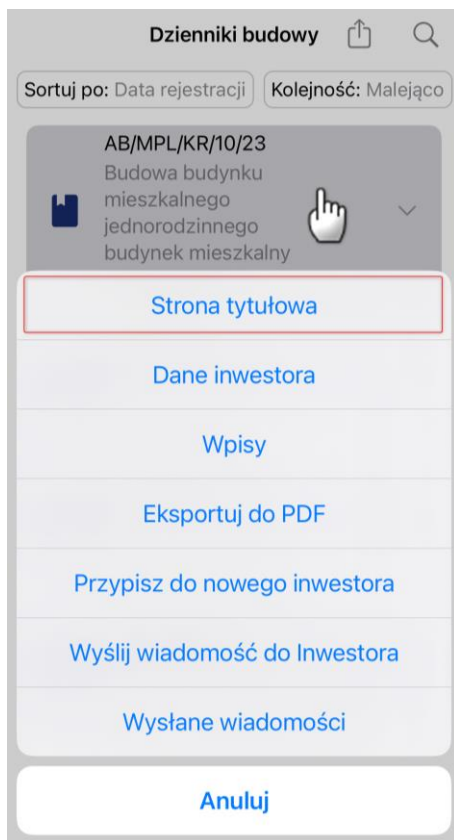 Dzienniki budowy
Sortuj po: Data rejestracji Kolejność: Malejąco
AB/MPL/KR/10/23
Budowa budynku
mieszkalnego
jednorodzinnego
budynek mieszkalny
Strona tytułowa
Dane inwestora
Wpisy
Eksportuj do PDF
Przypisz do nowego inwestora
Wyślij wiadomość do Inwestora
Wysłane wiadomości
Anuluj